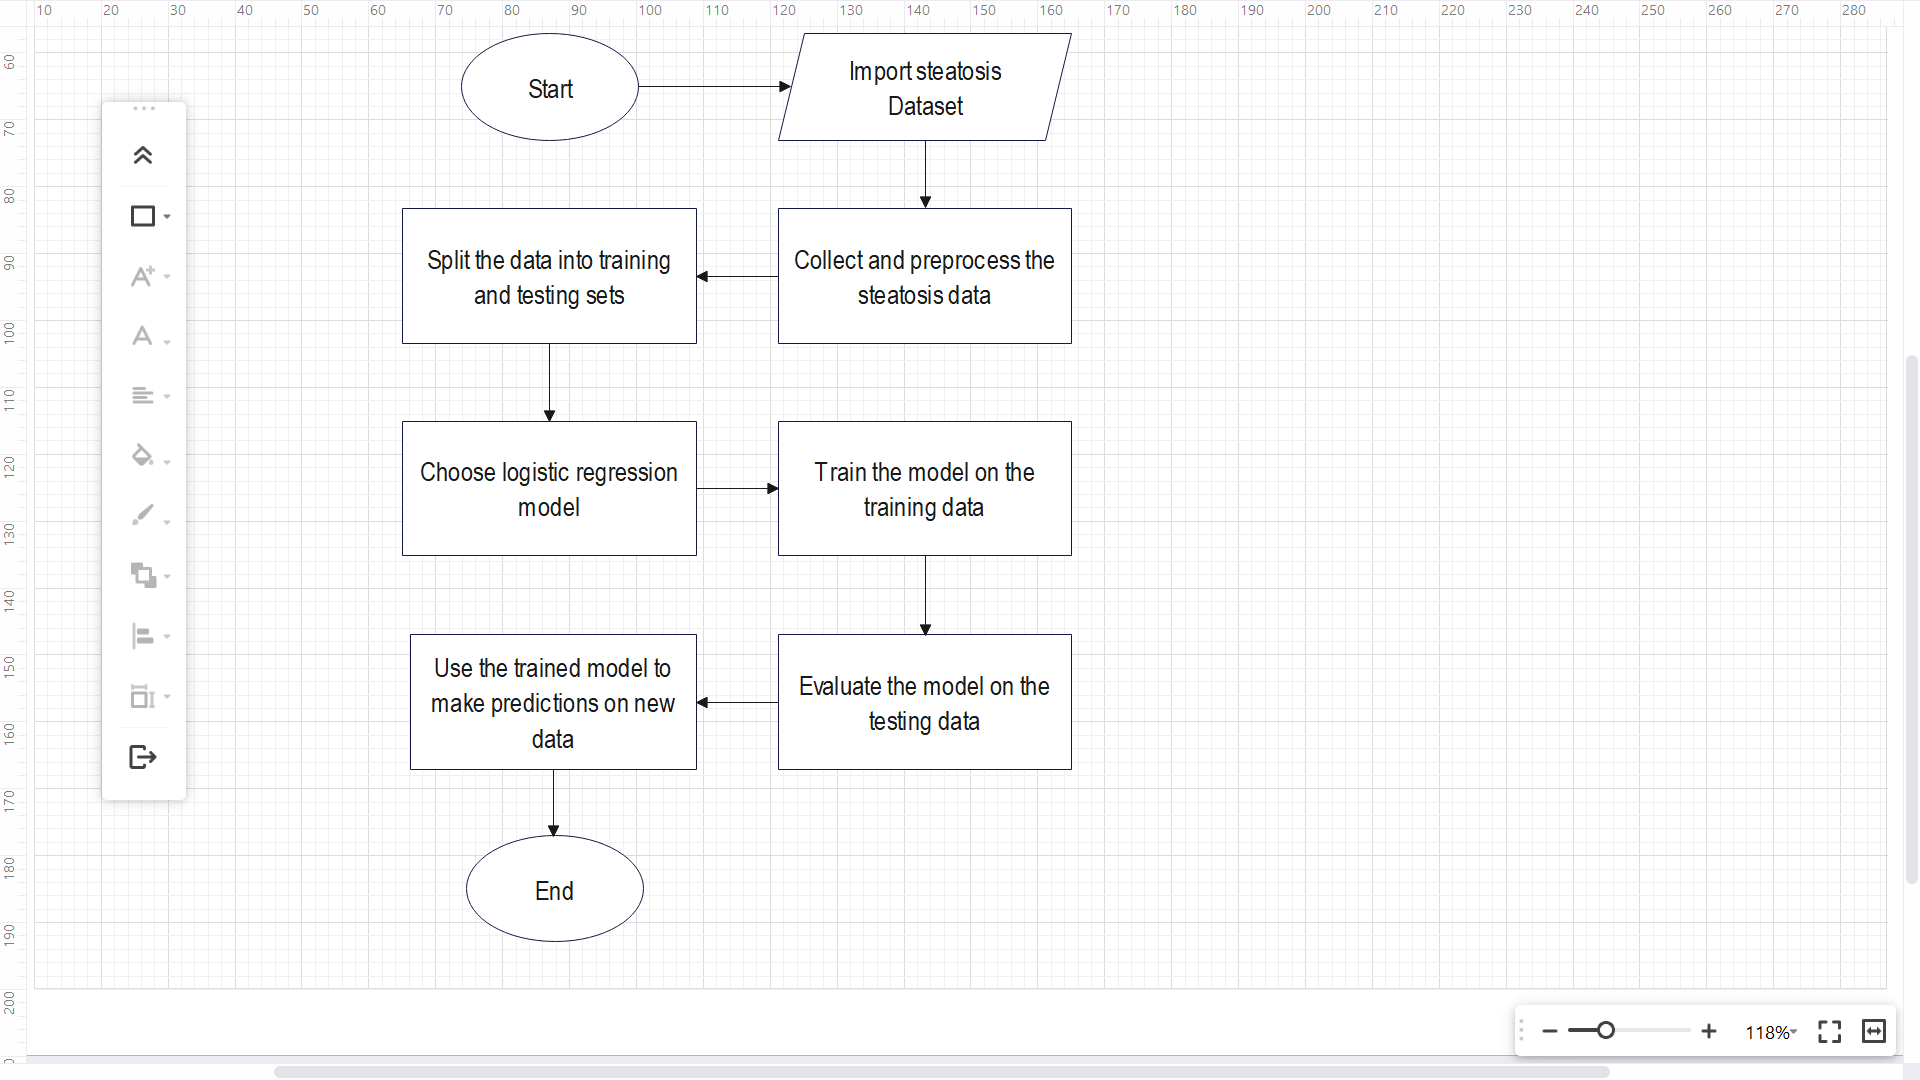 10 20 30 40 50 60 70 80 90 100 110 120 130 140 150 160 170 180 190 200 210 220 230 240 250 260 270 280
60
70
80
90
100
110
120
130
140
150
160
170
180
190
200
Start
Import steatosis
Dataset
Collect and preprocess the
steatosis data
Split the data into training
and testing sets
Choose logistic regression
model
Train the model on the
training data
Evaluate the model on the
testing data
Use the trained model to
make predictions on new
data
End
118%